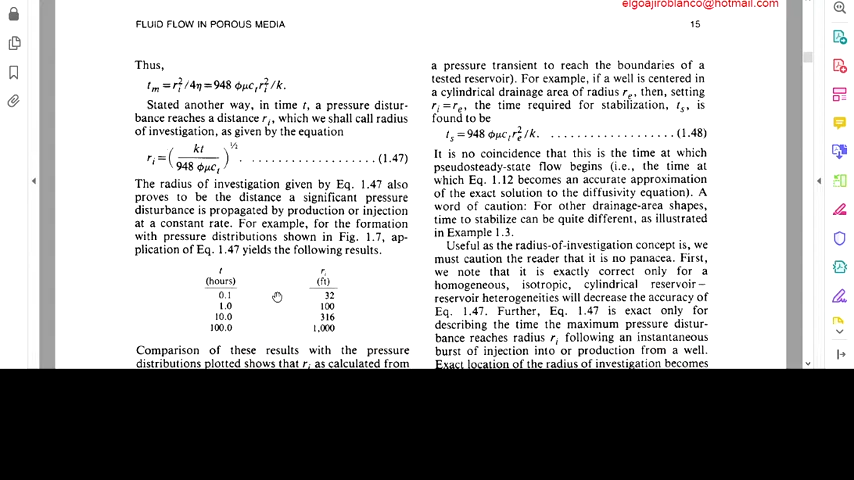 elgoajiroblanco@hotmail.com
FLUID FLOW IN POROUS MEDIA
15
Thus,
t_m = r_i²/4η = 948 φμc_t r_i²/k.
Stated another way, in time t, a pressure distur-
bance reaches a distance r_i, which we shall call radius
of investigation, as given by the equation
r_i = ( kt / 948 φμc_t )^½ . .......................(1.47)
The radius of investigation given by Eq. 1.47 also
proves to be the distance a significant pressure
disturbance is propagated by production or injection
at a constant rate. For example, for the formation
with pressure distributions shown in Fig. 1.7, ap-
plication of Eq. 1.47 yields the following results.
t r_i
(hours) (ft)
0.1 32
1.0 100
10.0 316
100.0 1,000
Comparison of these results with the pressure
distributions plotted shows that r_i as calculated from
a pressure transient to reach the boundaries of a
tested reservoir). For example, if a well is centered in
a cylindrical drainage area of radius r_e, then, setting
r_i = r_e, the time required for stabilization, t_s, is
found to be
t_s = 948 φμc_t r_e²/k. ...................(1.48)
It is no coincidence that this is the time at which
pseudosteady-state flow begins (i.e., the time at
which Eq. 1.12 becomes an accurate approximation
of the exact solution to the diffusivity equation). A
word of caution: For other drainage-area shapes,
time to stabilize can be quite different, as illustrated
in Example 1.3.
Useful as the radius-of-investigation concept is, we
must caution the reader that it is no panacea. First,
we note that it is exactly correct only for a
homogeneous, isotropic, cylindrical reservoir –
reservoir heterogeneities will decrease the accuracy of
Eq. 1.47. Further, Eq. 1.47 is exact only for
describing the time the maximum pressure distur-
bance reaches radius r_i following an instantaneous
burst of injection into or production from a well.
Exact location of the radius of investigation becomes